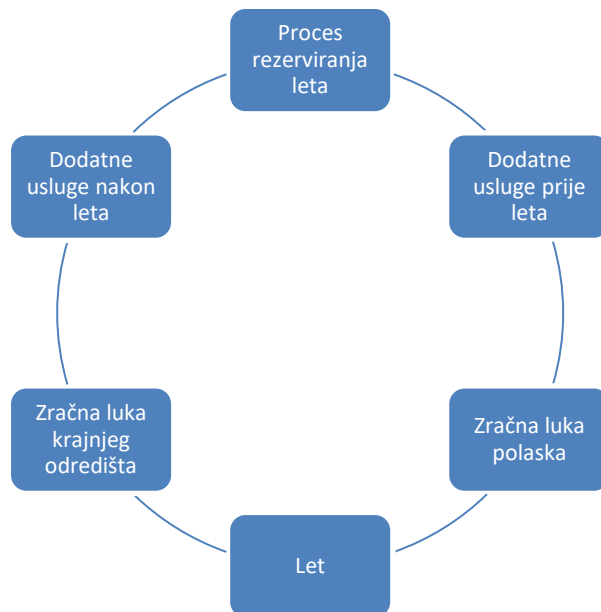 Proces
rezerviranja
leta
Dodatne
usluge prije
leta
Zračna luka
polaska
Let
Zračna luka
krajnjeg
odredišta
Dodatne
usluge nakon
leta